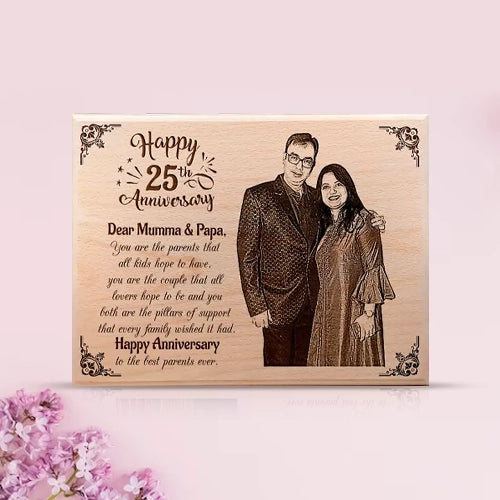 Happy
25th
Anniversary
Dear Mumma & Papa,
You are the parents that
all kids hope to have,
you are the couple that all
lovers hope to be and you
both are the pillars of support
that every family wished it had.
Happy Anniversary
to the best parents ever.